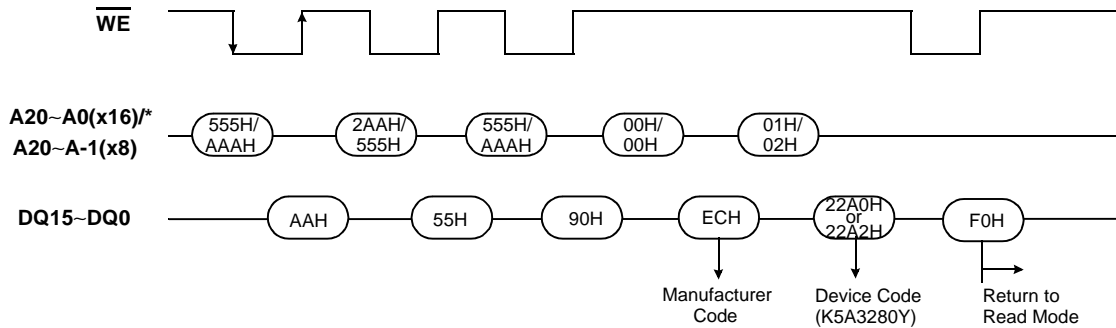 WE
A20~A0(x16)/*
A20~A-1(x8)
555H/
AAAH
2AAH/
555H
555H/
AAAH
00H/
00H
01H/
02H
DQ15~DQ0
AAH
55H
90H
ECH
22A0H
or
22A2H
F0H
Manufacturer
Code
Device Code
(K5A3280Y)
Return to
Read Mode